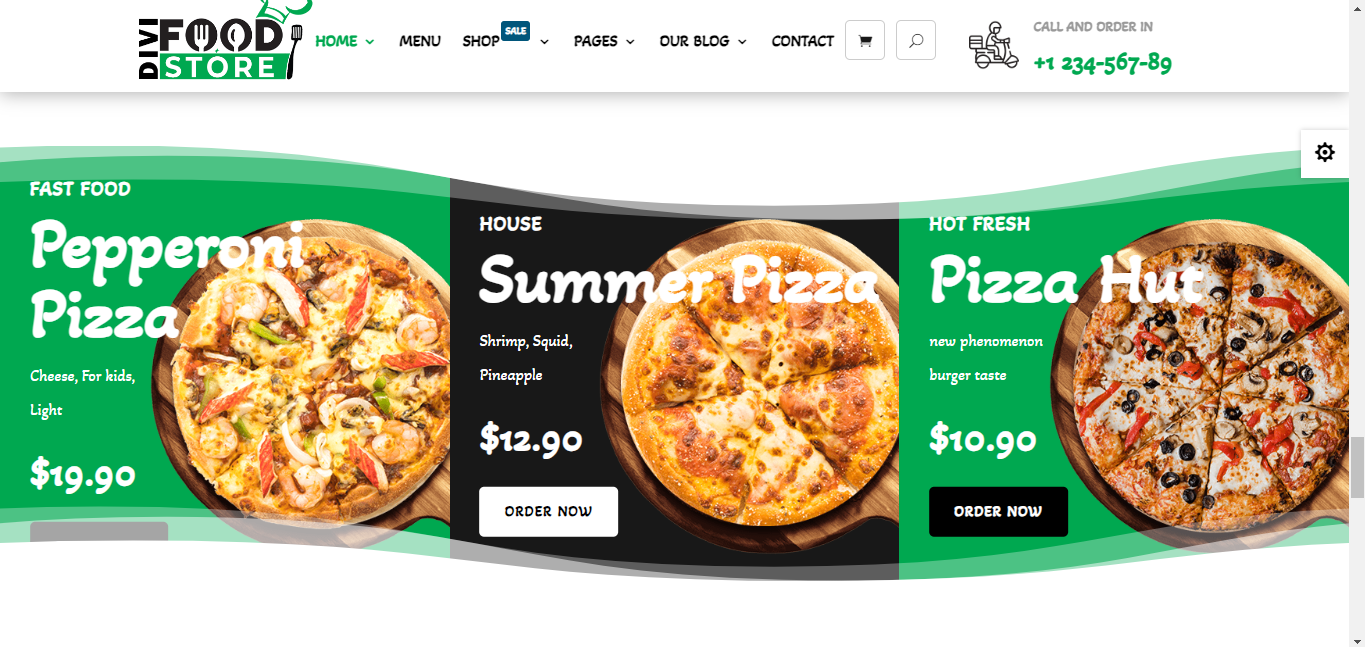 DIVI
FOOD
STORE
HOME
MENU
SHOP
SALE
PAGES
OUR BLOG
CONTACT
CALL AND ORDER IN
+1 234-567-89
FAST FOOD
Pepperoni
Pizza
Cheese, For kids,
Light
$19.90
HOUSE
Summer Pizza
Shrimp, Squid,
Pineapple
$12.90
ORDER NOW
HOT FRESH
Pizza Hut
new phenomenon
burger taste
$10.90
ORDER NOW